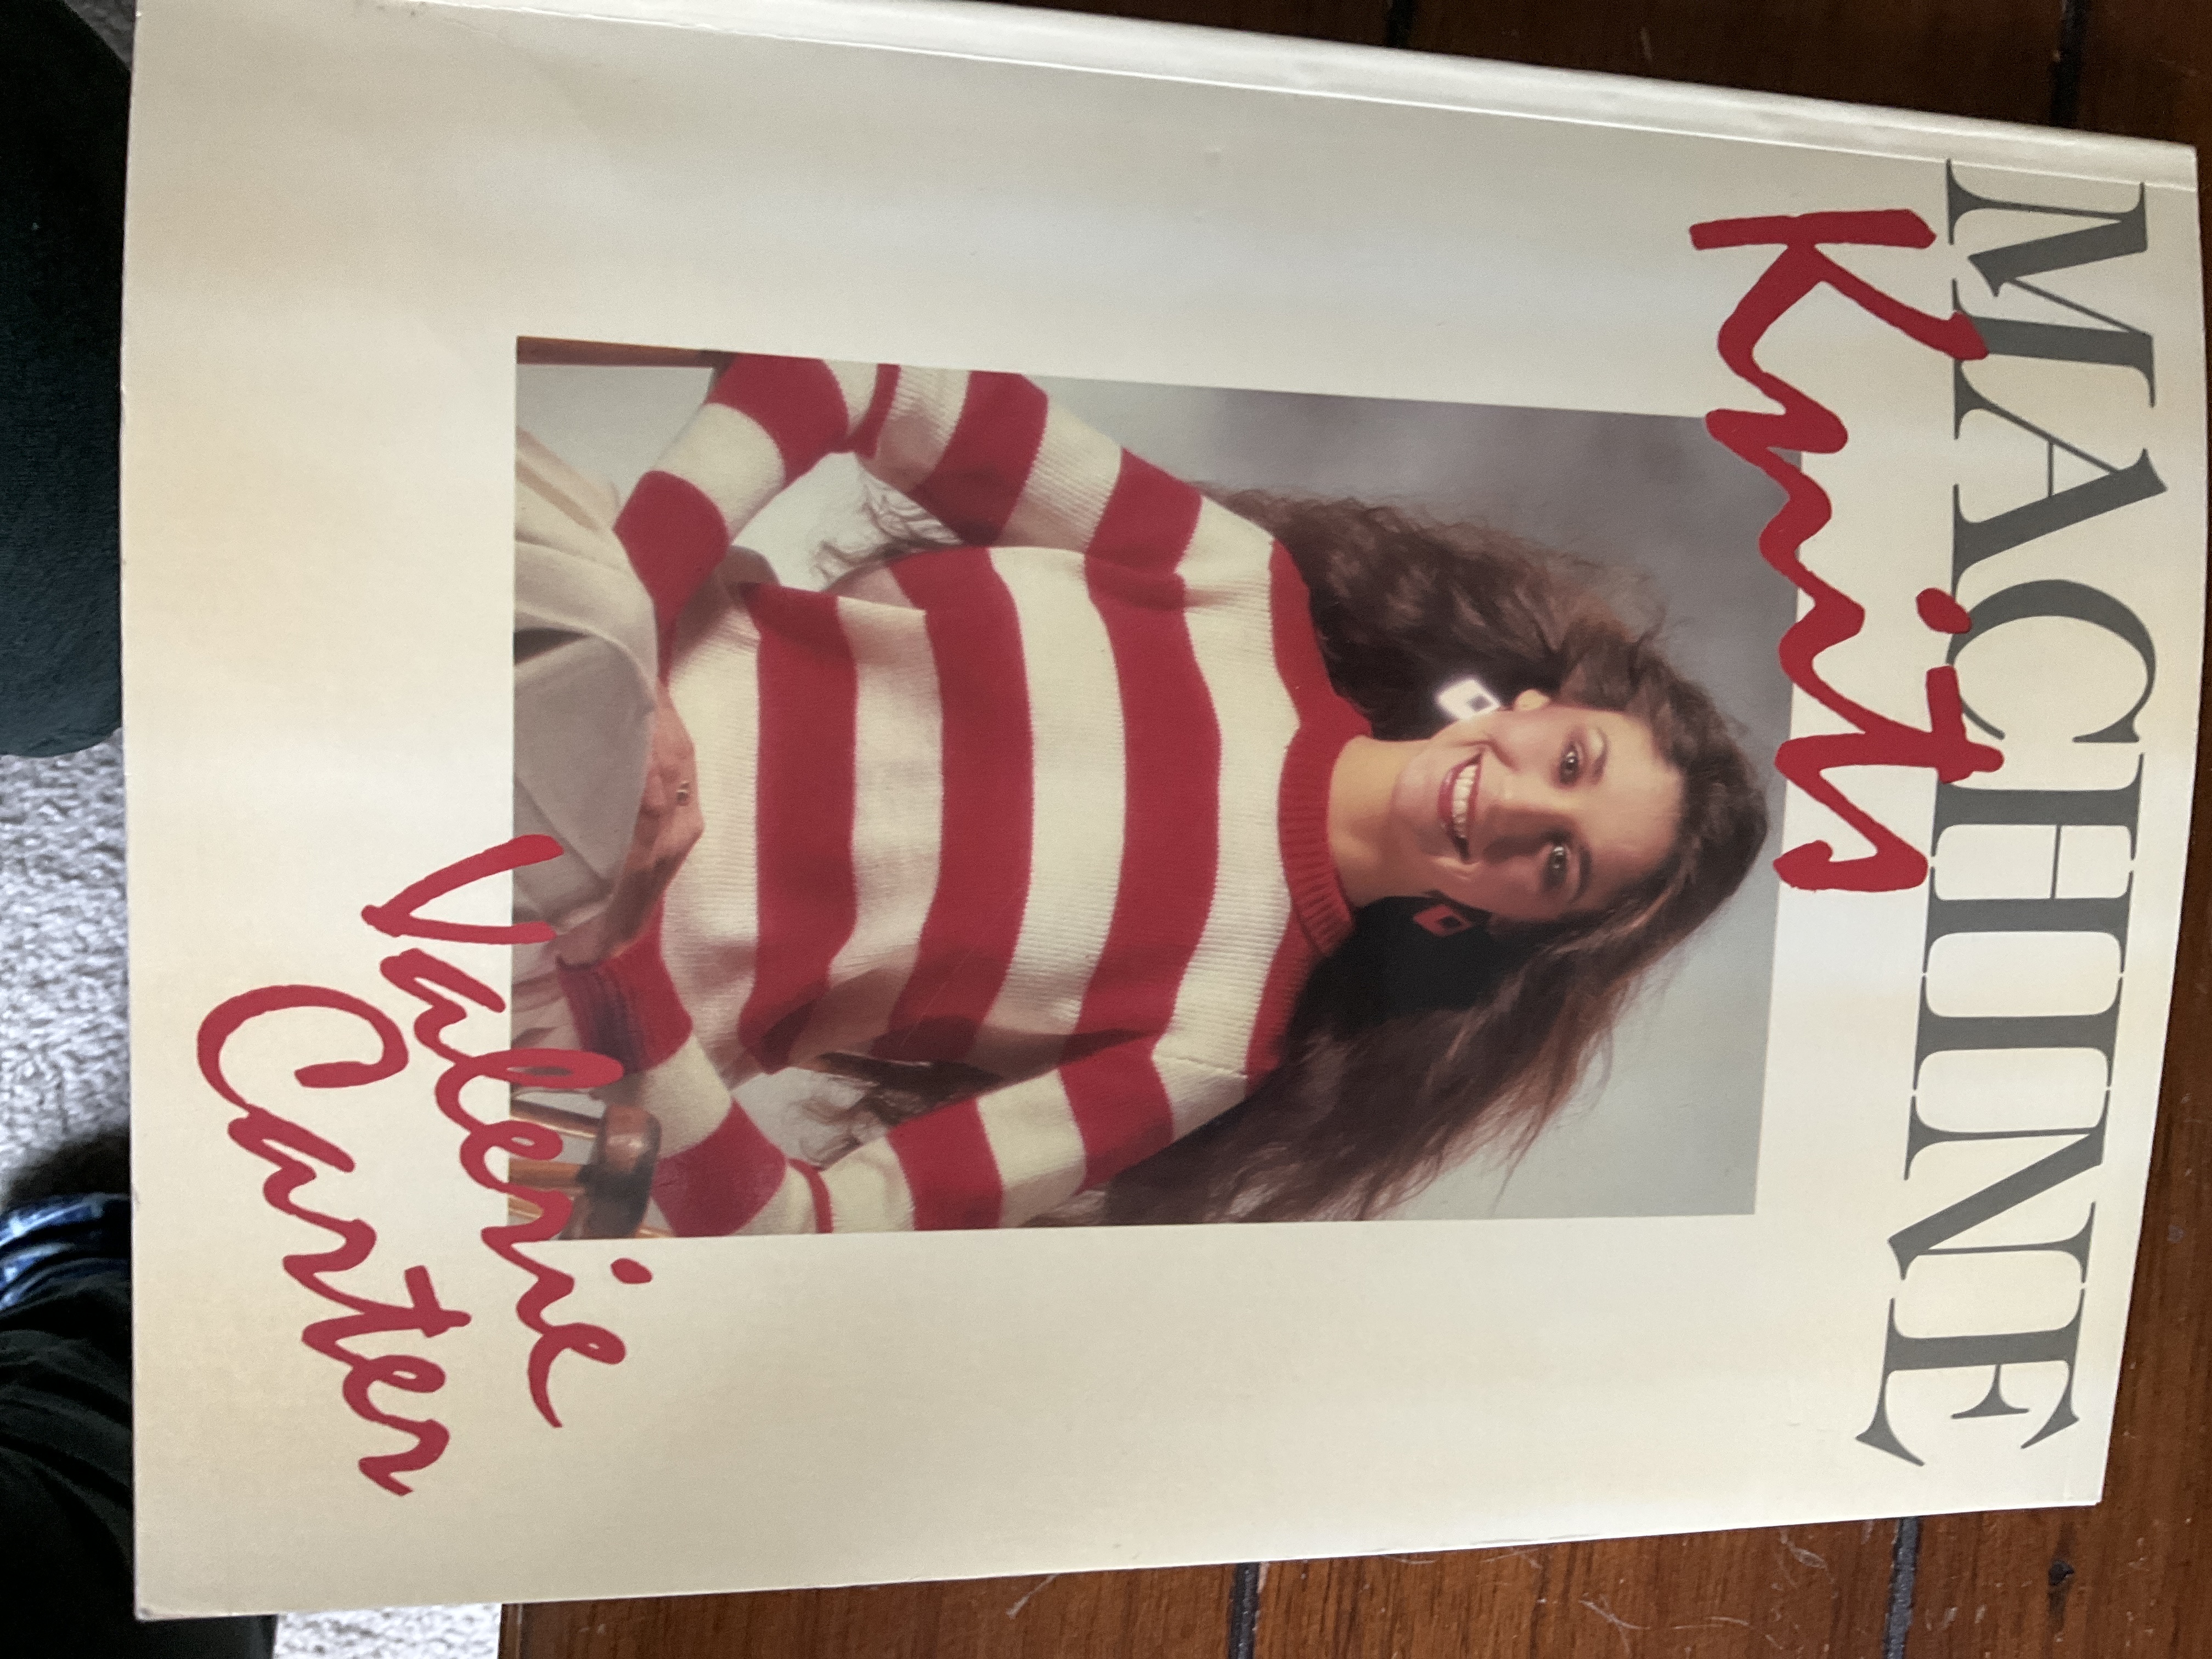 MACHINE
Knits
Valerie
Carter